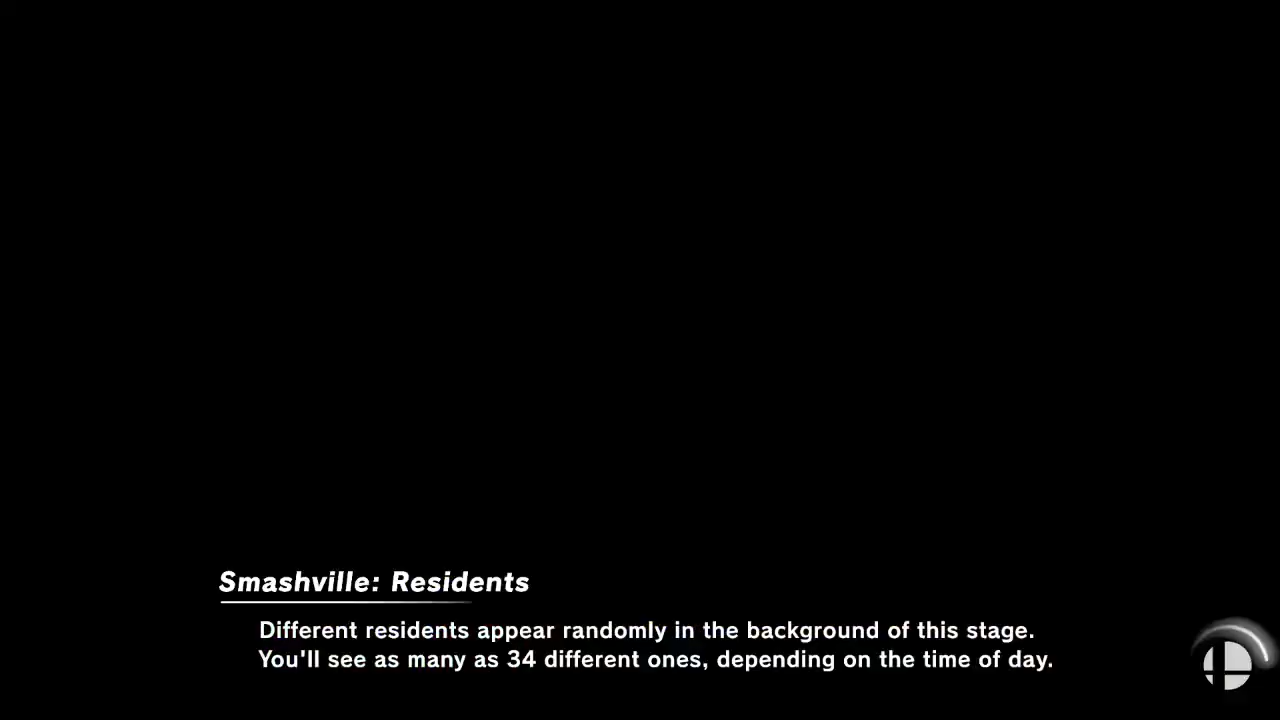 Smashville: Residents
Different residents appear randomly in the background of this stage.
You'll see as many as 34 different ones, depending on the time of day.